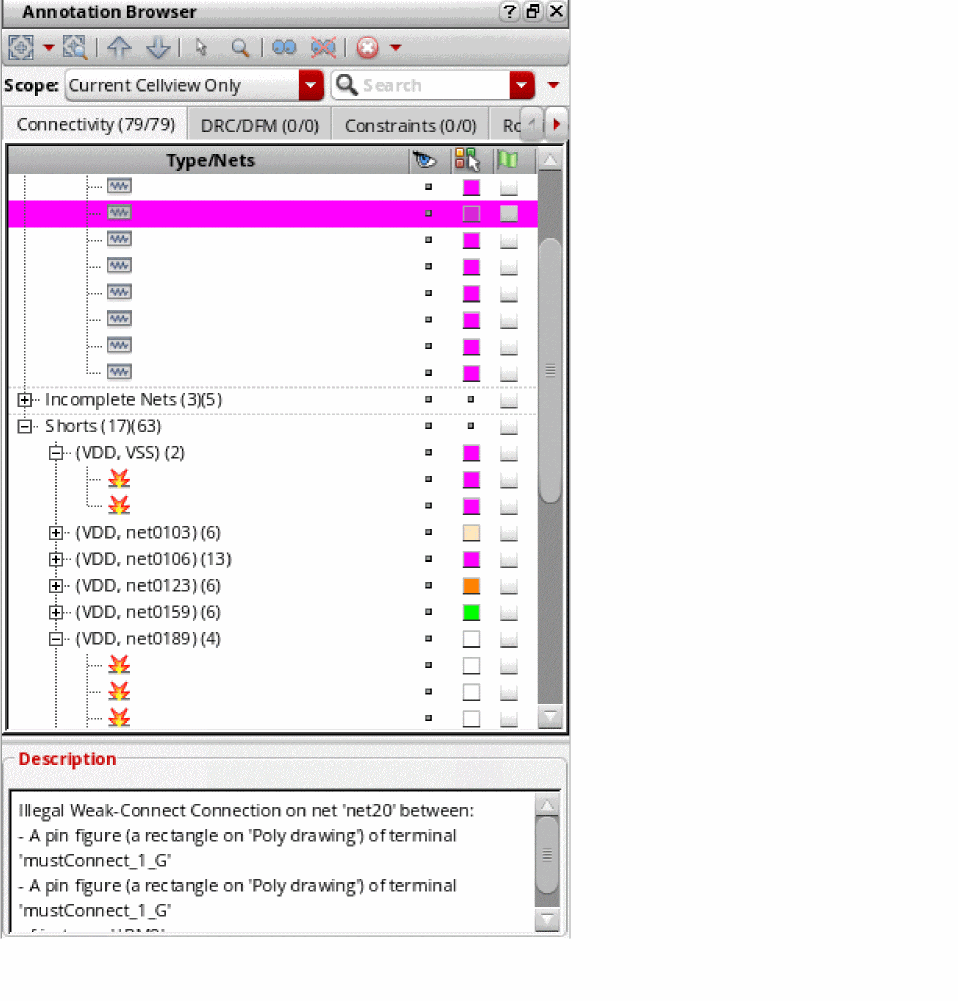 Annotation Browser
Scope: Current Cellview Only Search
Connectivity (79/79) DRC/DFM (0/0) Constraints (0/0)
Type/Nets
Incomplete Nets (3)(5)
Shorts (17)(63)
(VDD, VSS) (2)
(VDD, net0103) (6)
(VDD, net0106) (13)
(VDD, net0123) (6)
(VDD, net0159) (6)
(VDD, net0189) (4)
Description
Illegal Weak-Connect Connection on net 'net20' between:
- A pin figure (a rectangle on 'Poly drawing') of terminal
'mustConnect_1_G'
- A pin figure (a rectangle on 'Poly drawing') of terminal
'mustConnect_1_G'